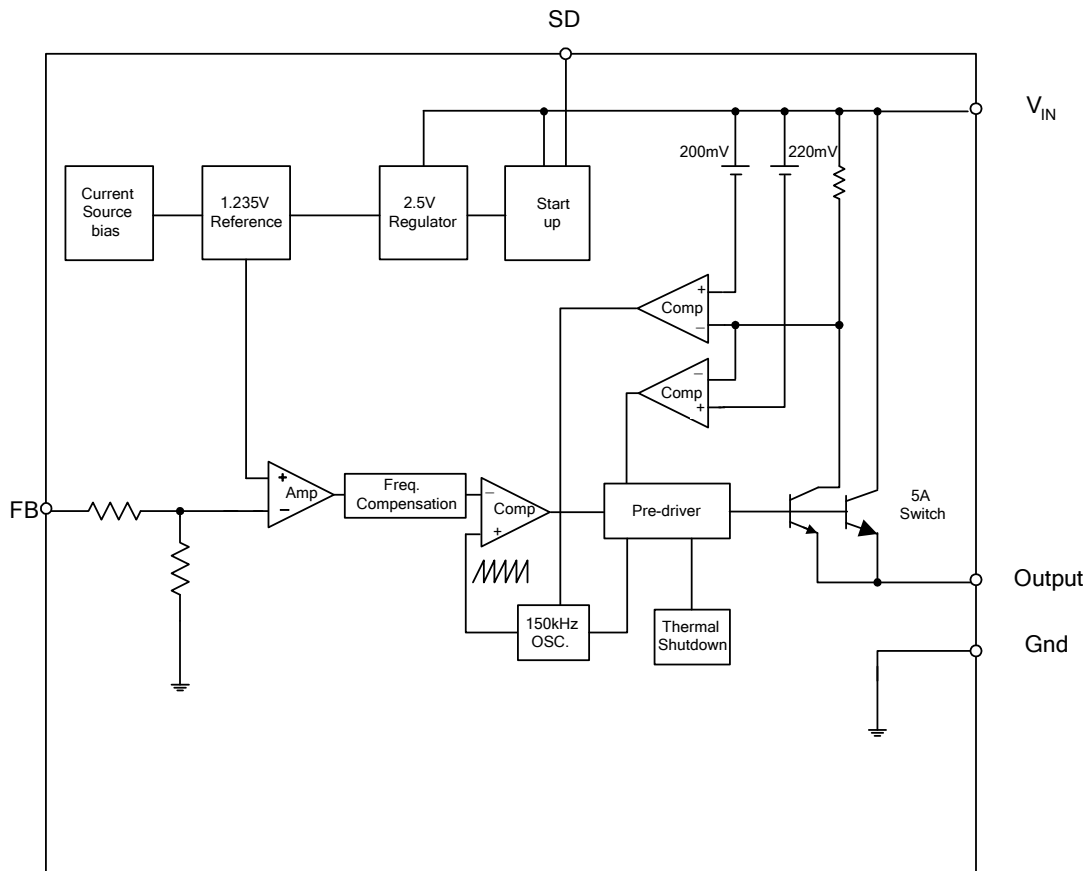 SD
V_IN
200mV
220mV
Current
Source
bias
1.235V
Reference
2.5V
Regulator
Start
up
+
Comp
−
−
Comp
+
FB
+
Amp
−
Freq.
Compensation
−
Comp
+
Pre-driver
5A
Switch
Output
150kHz
OSC.
Thermal
Shutdown
Gnd